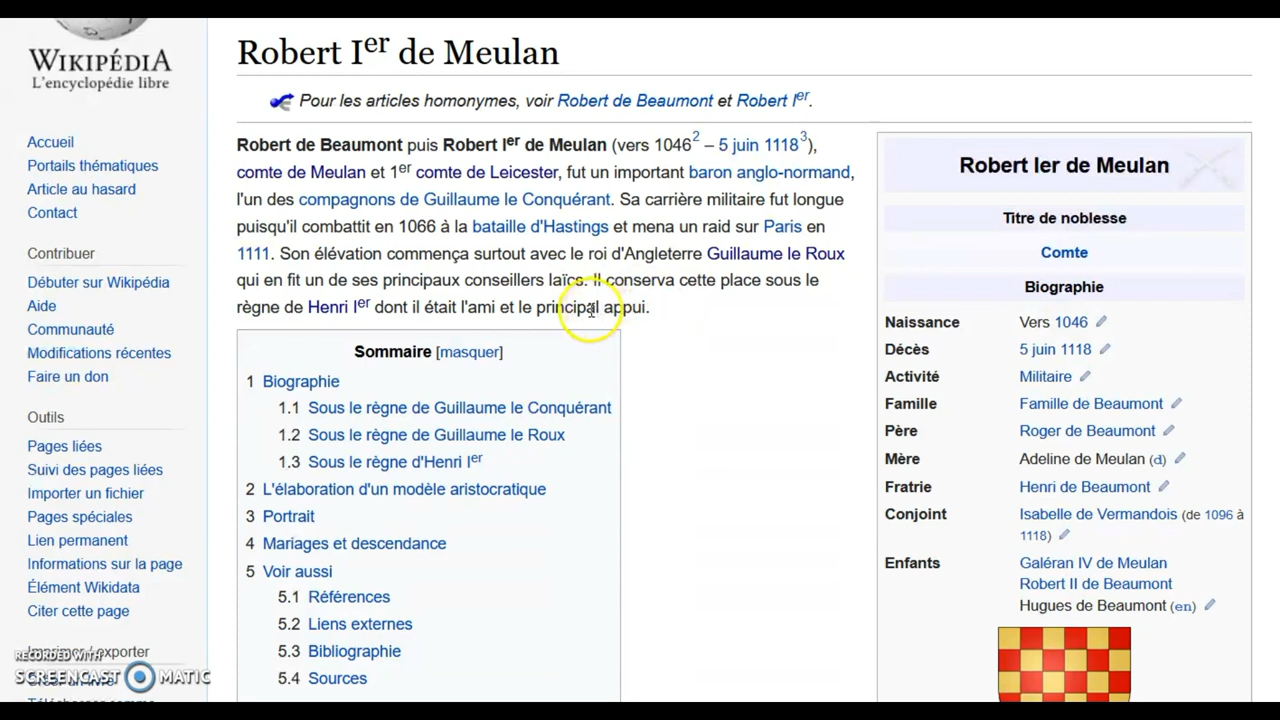 WIKIPÉDIA
L'encyclopédie libre
Accueil
Portails thématiques
Article au hasard
Contact
Contribuer
Débuter sur Wikipédia
Aide
Communauté
Modifications récentes
Faire un don
Outils
Pages liées
Suivi des pages liées
Importer un fichier
Pages spéciales
Lien permanent
Informations sur la page
Élément Wikidata
Citer cette page
Imprimer / exporter
RECORDED WITH
SCREENCAST MATIC
Robert Ier de Meulan
Pour les articles homonymes, voir Robert de Beaumont et Robert Ier.
Robert de Beaumont puis Robert Ier de Meulan (vers 10462 – 5 juin 11183),
comte de Meulan et 1er comte de Leicester, fut un important baron anglo-normand,
l'un des compagnons de Guillaume le Conquérant. Sa carrière militaire fut longue
puisqu'il combattit en 1066 à la bataille d'Hastings et mena un raid sur Paris en
1111. Son élévation commença surtout avec le roi d'Angleterre Guillaume le Roux
qui en fit un de ses principaux conseillers laïcs. Il conserva cette place sous le
règne de Henri Ier dont il était l'ami et le principal appui.
Sommaire [masquer]
1 Biographie
1.1 Sous le règne de Guillaume le Conquérant
1.2 Sous le règne de Guillaume le Roux
1.3 Sous le règne d'Henri Ier
2 L'élaboration d'un modèle aristocratique
3 Portrait
4 Mariages et descendance
5 Voir aussi
5.1 Références
5.2 Liens externes
5.3 Bibliographie
5.4 Sources
Robert Ier de Meulan
Titre de noblesse
Comte
Biographie
Naissance Vers 1046
Décès 5 juin 1118
Activité Militaire
Famille Famille de Beaumont
Père Roger de Beaumont
Mère Adeline de Meulan (d)
Fratrie Henri de Beaumont
Conjoint Isabelle de Vermandois (de 1096 à
1118)
Enfants Galéran IV de Meulan
Robert II de Beaumont
Hugues de Beaumont (en)